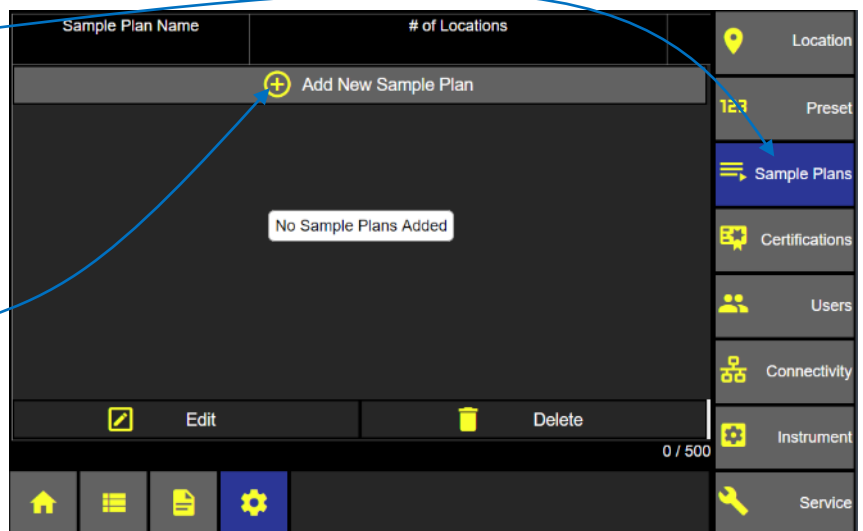 Sample Plan Name # of Locations
Add New Sample Plan
No Sample Plans Added
Edit Delete
0 / 500
Location
123 Preset
Sample Plans
Certifications
Users
Connectivity
Instrument
Service